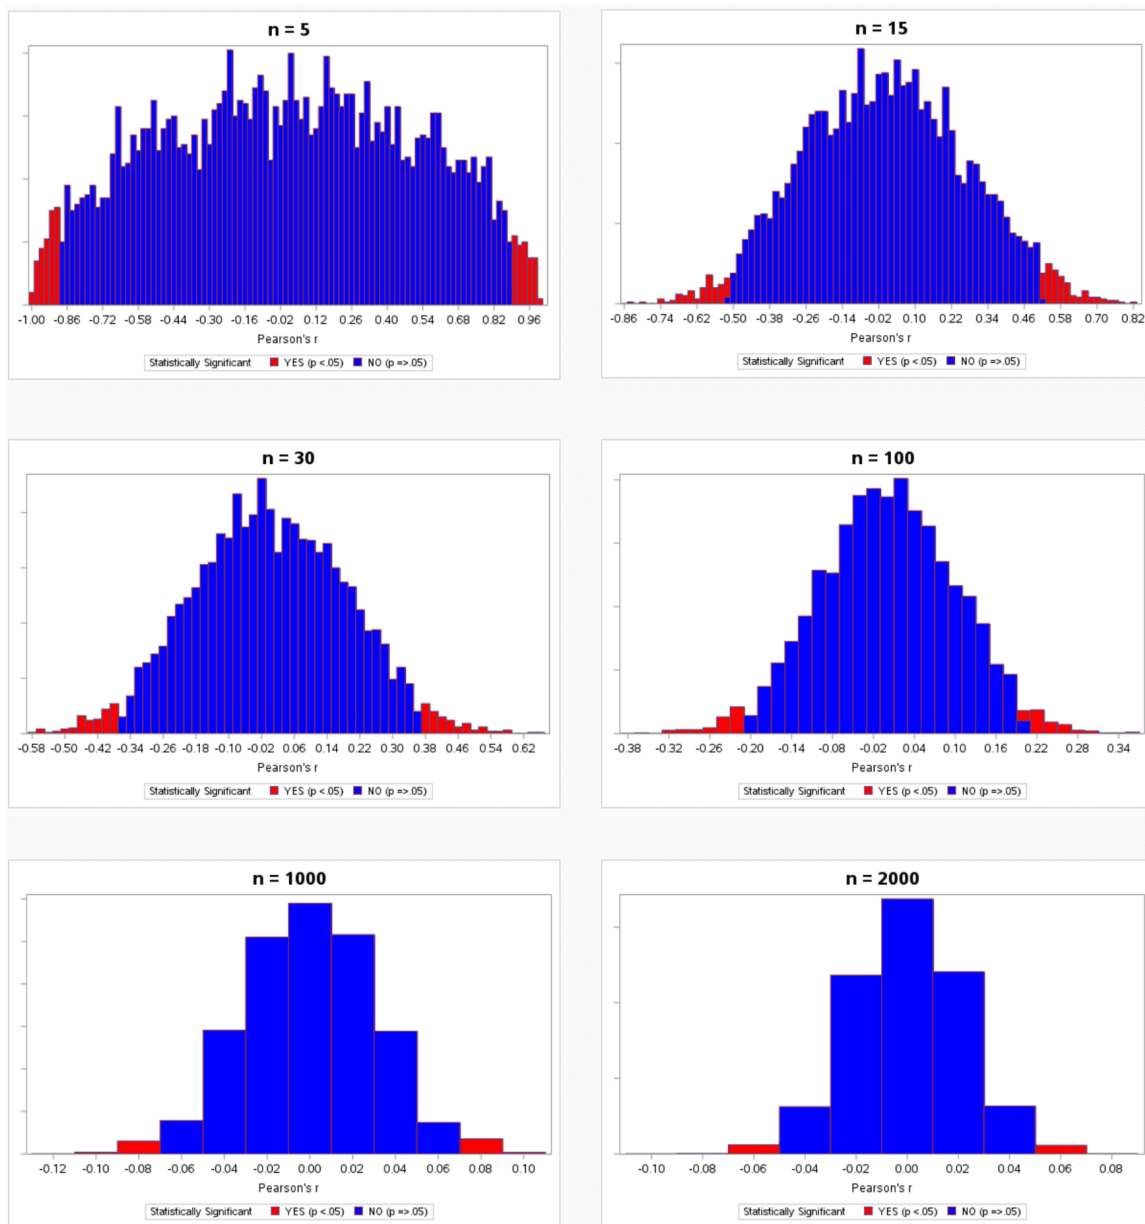 n = 5
-1.00 -0.86 -0.72 -0.58 -0.44 -0.30 -0.16 -0.02 0.12 0.26 0.40 0.54 0.68 0.82 0.96
Pearson's r
Statistically Significant YES (p <.05) NO (p =>.05)
n = 15
-0.86 -0.74 -0.62 -0.50 -0.38 -0.26 -0.14 -0.02 0.10 0.22 0.34 0.46 0.58 0.70 0.82
Pearson's r
Statistically Significant YES (p <.05) NO (p =>.05)
n = 30
-0.58 -0.50 -0.42 -0.34 -0.26 -0.18 -0.10 -0.02 0.06 0.14 0.22 0.30 0.38 0.46 0.54 0.62
Pearson's r
Statistically Significant YES (p <.05) NO (p =>.05)
n = 100
-0.38 -0.32 -0.26 -0.20 -0.14 -0.08 -0.02 0.04 0.10 0.16 0.22 0.28 0.34
Pearson's r
Statistically Significant YES (p <.05) NO (p =>.05)
n = 1000
-0.12 -0.10 -0.08 -0.06 -0.04 -0.02 0.00 0.02 0.04 0.06 0.08 0.10
Pearson's r
Statistically Significant YES (p <.05) NO (p =>.05)
n = 2000
-0.10 -0.08 -0.06 -0.04 -0.02 0.00 0.02 0.04 0.06 0.08
Pearson's r
Statistically Significant YES (p <.05) NO (p =>.05)